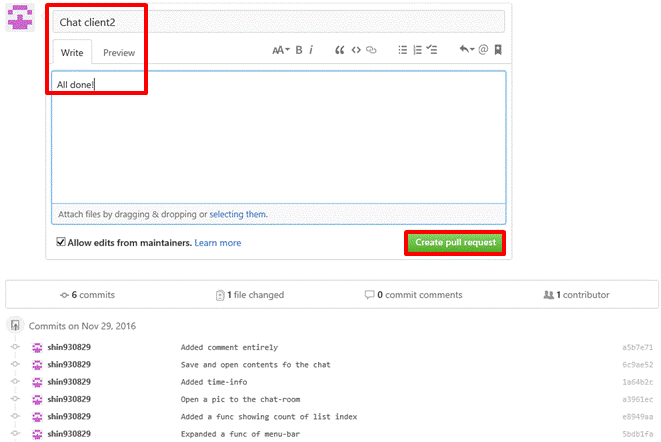 Chat client2
Write Preview AA B i
All done!
Attach files by dragging & dropping or selecting them.
Allow edits from maintainers. Learn more Create pull request
6 commits 1 file changed 0 commit comments 1 contributor
Commits on Nov 29, 2016
shin930829 Added comment entirely a5b7e71
shin930829 Save and open contents fo the chat 6c9ae52
shin930829 Added time-info 1a64b2c
shin930829 Open a pic to the chat-room a3961ec
shin930829 Added a func showing count of list index e8949aa
shin930829 Expanded a func of menu-bar 5bdb1fa